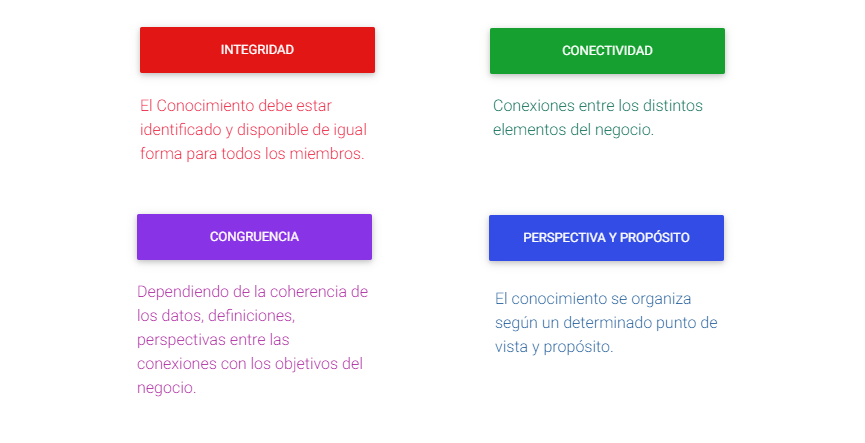 INTEGRIDAD
El Conocimiento debe estar
identificado y disponible de igual
forma para todos los miembros.
CONECTIVIDAD
Conexiones entre los distintos
elementos del negocio.
CONGRUENCIA
Dependiendo de la coherencia de
los datos, definiciones,
perspectivas entre las
conexiones con los objetivos del
negocio.
PERSPECTIVA Y PROPÓSITO
El conocimiento se organiza
según un determinado punto de
vista y propósito.